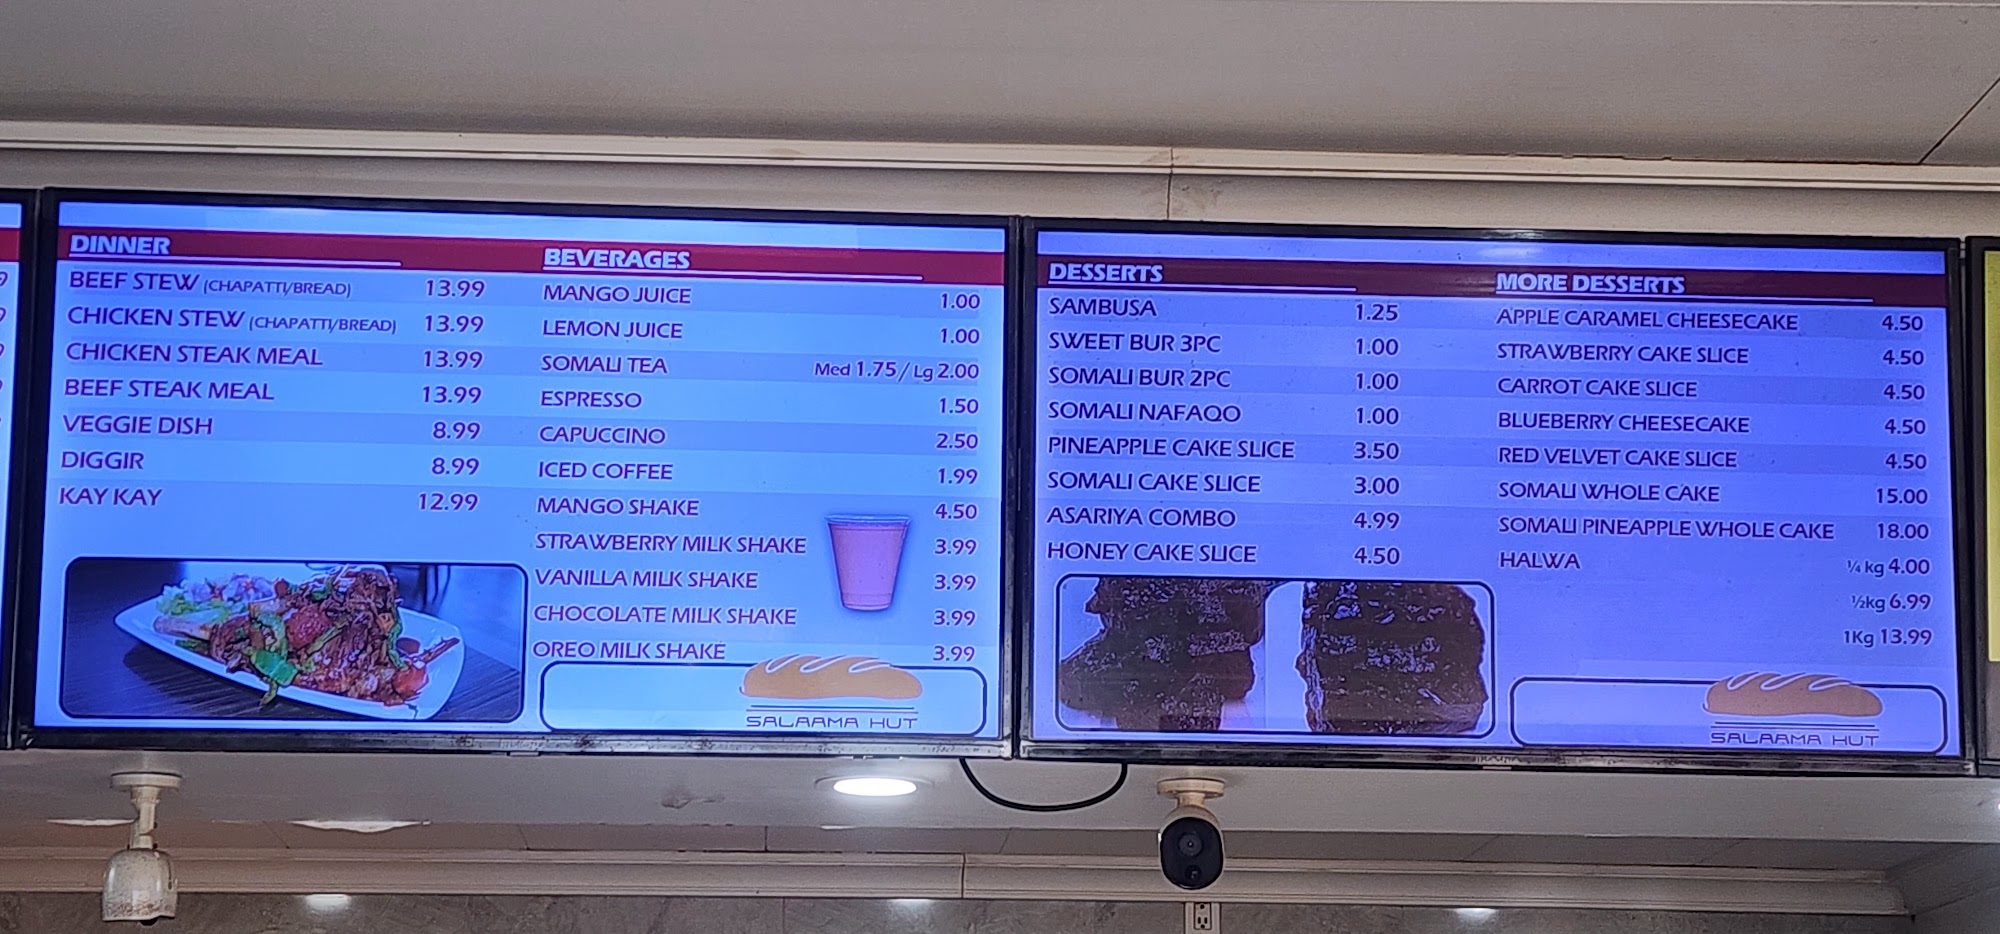 DINNER
BEEF STEW (CHAPATTI/BREAD) 13.99
CHICKEN STEW (CHAPATTI/BREAD) 13.99
CHICKEN STEAK MEAL 13.99
BEEF STEAK MEAL 13.99
VEGGIE DISH 8.99
DIGGIR 8.99
KAY KAY 12.99
BEVERAGES
MANGO JUICE 1.00
LEMON JUICE 1.00
SOMALI TEA Med 1.75 / Lg 2.00
ESPRESSO 1.50
CAPUCCINO 2.50
ICED COFFEE 1.99
MANGO SHAKE 4.50
STRAWBERRY MILK SHAKE 3.99
VANILLA MILK SHAKE 3.99
CHOCOLATE MILK SHAKE 3.99
OREO MILK SHAKE 3.99
SALAAMA HUT
DESSERTS
SAMBUSA 1.25
SWEET BUR 3PC 1.00
SOMALI BUR 2PC 1.00
SOMALI NAFAQO 1.00
PINEAPPLE CAKE SLICE 3.50
SOMALI CAKE SLICE 3.00
ASARIYA COMBO 4.99
HONEY CAKE SLICE 4.50
MORE DESSERTS
APPLE CARAMEL CHEESECAKE 4.50
STRAWBERRY CAKE SLICE 4.50
CARROT CAKE SLICE 4.50
BLUEBERRY CHEESECAKE 4.50
RED VELVET CAKE SLICE 4.50
SOMALI WHOLE CAKE 15.00
SOMALI PINEAPPLE WHOLE CAKE 18.00
HALWA ¼ kg 4.00
½kg 6.99
1Kg 13.99
SALAAMA HUT